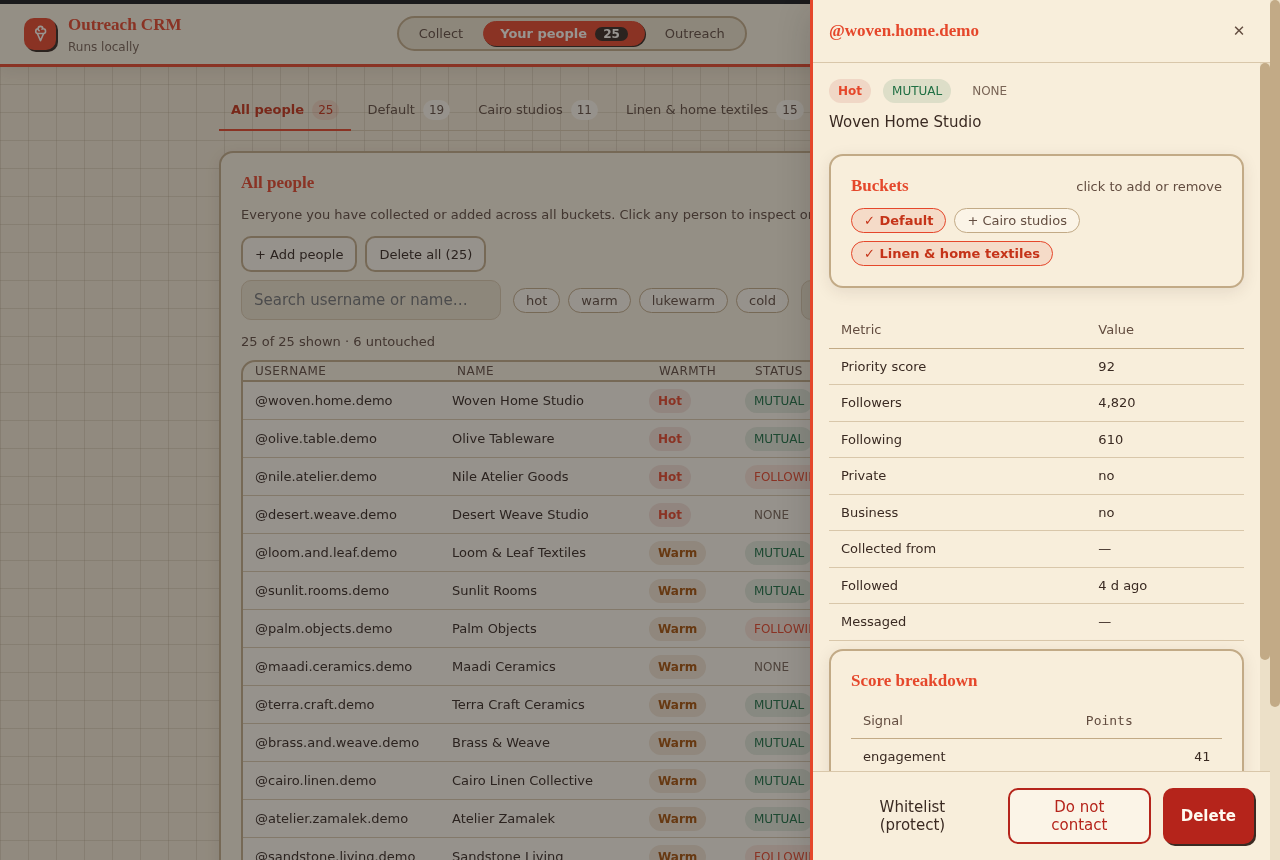 Outreach CRM
Runs locally
Collect
Your people 25
Outreach
All people 25
Default 19
Cairo studios 11
Linen & home textiles 15
All people
Everyone you have collected or added across all buckets. Click any person to inspect
+ Add people
Delete all (25)
Search username or name...
hot
warm
lukewarm
cold
25 of 25 shown · 6 untouched
USERNAME NAME WARMTH STATUS
@woven.home.demo Woven Home Studio Hot MUTUAL
@olive.table.demo Olive Tableware Hot MUTUAL
@nile.atelier.demo Nile Atelier Goods Hot
@desert.weave.demo Desert Weave Studio Hot NONE
@loom.and.leaf.demo Loom & Leaf Textiles Warm MUTUAL
@sunlit.rooms.demo Sunlit Rooms Warm MUTUAL
@palm.objects.demo Palm Objects Warm
@maadi.ceramics.demo Maadi Ceramics Warm NONE
@terra.craft.demo Terra Craft Ceramics Warm MUTUAL
@brass.and.weave.demo Brass & Weave Warm MUTUAL
@cairo.linen.demo Cairo Linen Collective Warm MUTUAL
@atelier.zamalek.demo Atelier Zamalek Warm MUTUAL
@sandstone.living.demo Sandstone Living Warm
@woven.home.demo
✕
Hot MUTUAL NONE
Woven Home Studio
Buckets
click to add or remove
✓ Default
+ Cairo studios
✓ Linen & home textiles
Metric Value
Priority score 92
Followers 4,820
Following 610
Private no
Business no
Collected from —
Followed 4 d ago
Messaged —
Score breakdown
Signal Points
engagement 41
Whitelist
(protect)
Do not
contact
Delete